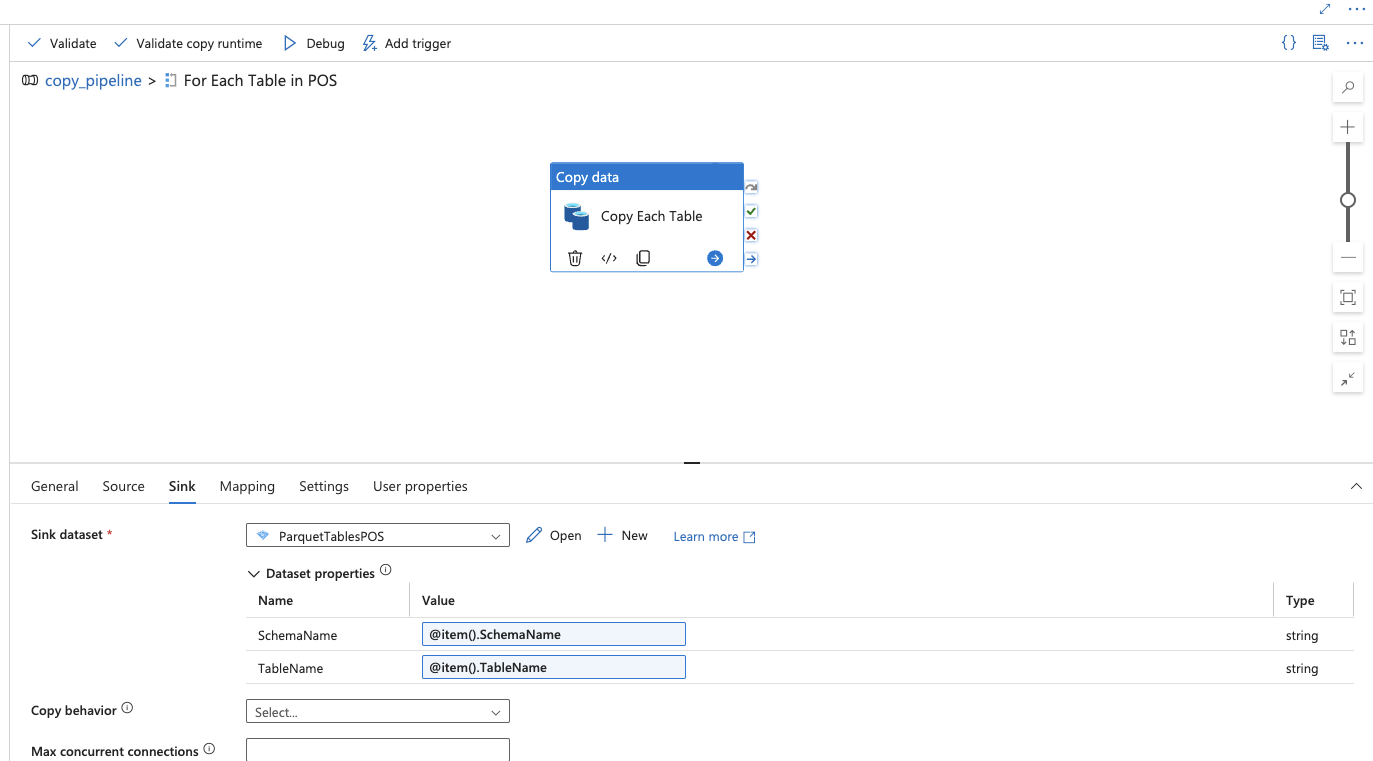 Validate Validate copy runtime Debug Add trigger {}
copy_pipeline > For Each Table in POS
Copy data
Copy Each Table
General Source Sink Mapping Settings User properties
Sink dataset * ParquetTablesPOS Open New Learn more
Dataset properties
Name Value Type
SchemaName @item().SchemaName string
TableName @item().TableName string
Copy behavior Select...
Max concurrent connections